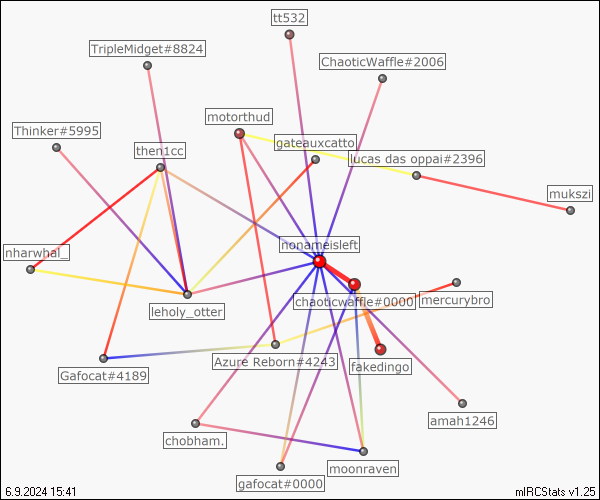 tt532
TripleMidget#8824
ChaoticWaffle#2006
motorthud
Thinker#5995
gateauxcatto
then1cc
lucas das oppai#2396
mukszi
nonameisleft
nharwhal_
chaoticwaffle#0000
mercurybro
leholy_otter
Azure Reborn#4243
fakedingo
Gafocat#4189
amah1246
chobham.
moonraven
gafocat#0000
6.9.2024 15:41
mIRCStats v1.25